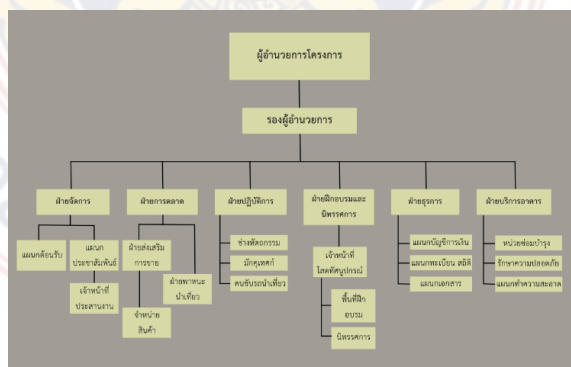 ผู้อำนวยการโครงการ
รองผู้อำนวยการ
ฝ่ายจัดการ
ฝ่ายการตลาด
ฝ่ายปฏิบัติการ
ฝ่ายฝึกอบรมและ
นิทรรศการ
ฝ่ายธุรการ
ฝ่ายบริการอาคาร
แผนกต้อนรับ
แผนก
ประชาสัมพันธ์
เจ้าหน้าที่
ประสานงาน
ฝ่ายส่งเสริม
การขาย
ฝ่ายพาหนะ
นำเที่ยว
จำหน่าย
สินค้า
ช่างหัตถกรรม
มัคคุเทศก์
คนขับรถนำเที่ยว
เจ้าหน้าที่
โสตทัศนูปกรณ์
พื้นที่ฝึก
อบรม
นิทรรศการ
แผนกบัญชีการเงิน
แผนกทะเบียน สถิติ
แผนกเอกสาร
หน่วยซ่อมบำรุง
รักษาความปลอดภัย
แผนกทำความสะอาด